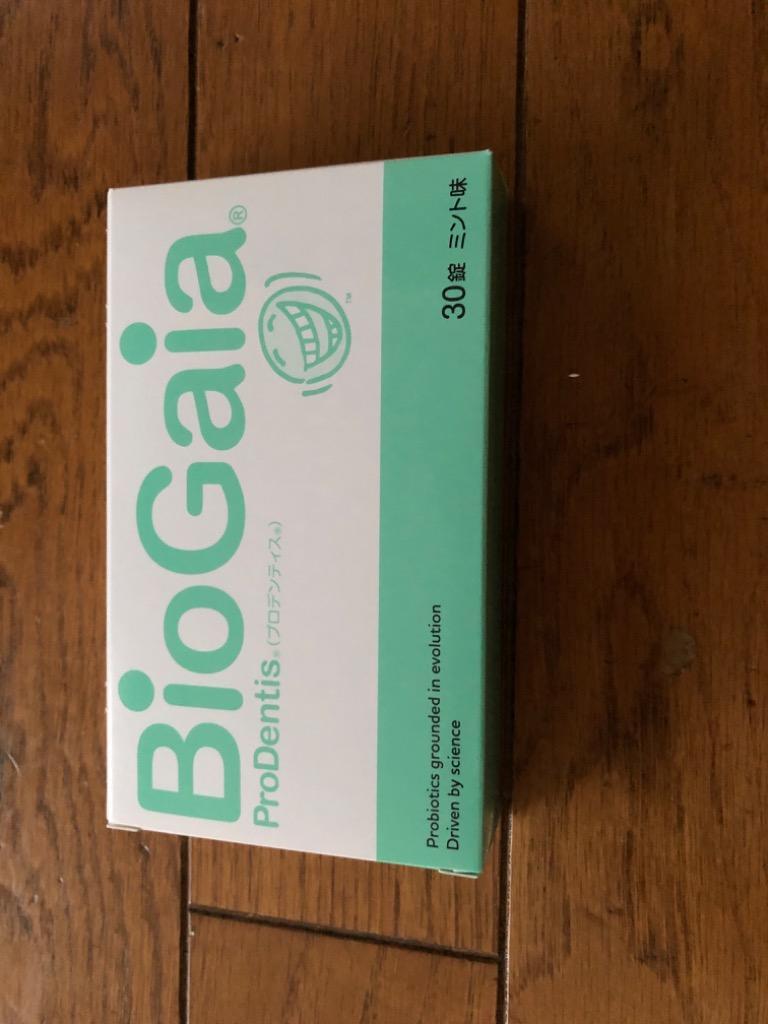 BioGaia®
ProDentis®(プロデンティス®)
™
Probiotics grounded in evolution
Driven by science
30錠 ミント味